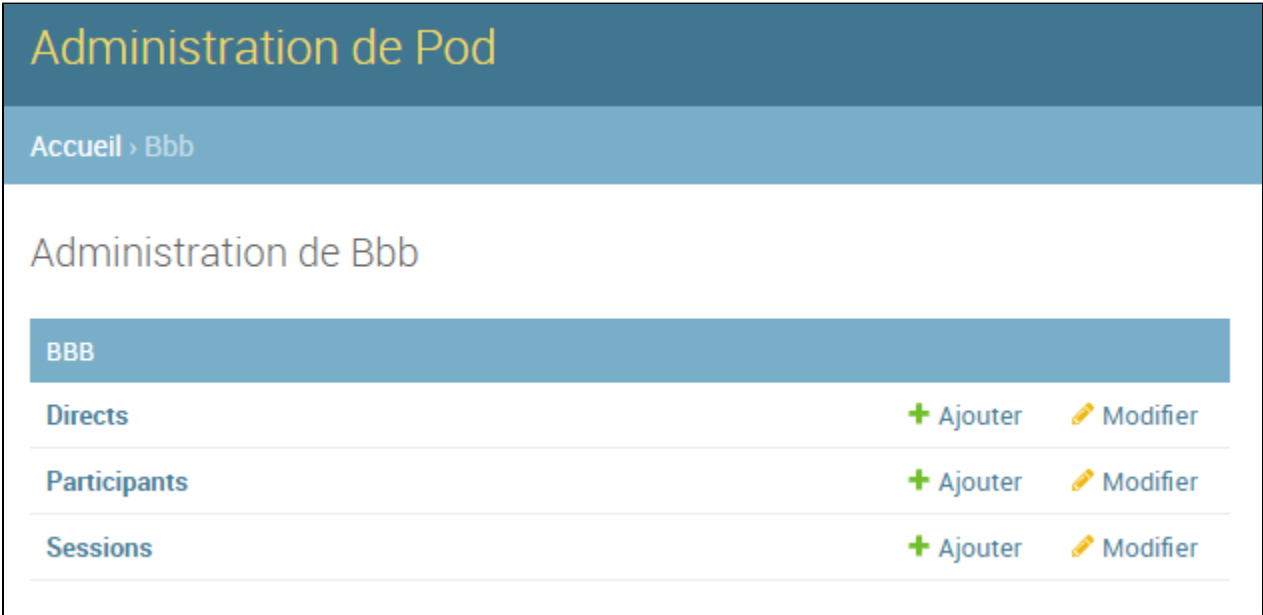 Administration de Pod
Accueil › Bbb
Administration de Bbb
BBB
Directs Ajouter Modifier
Participants Ajouter Modifier
Sessions Ajouter Modifier